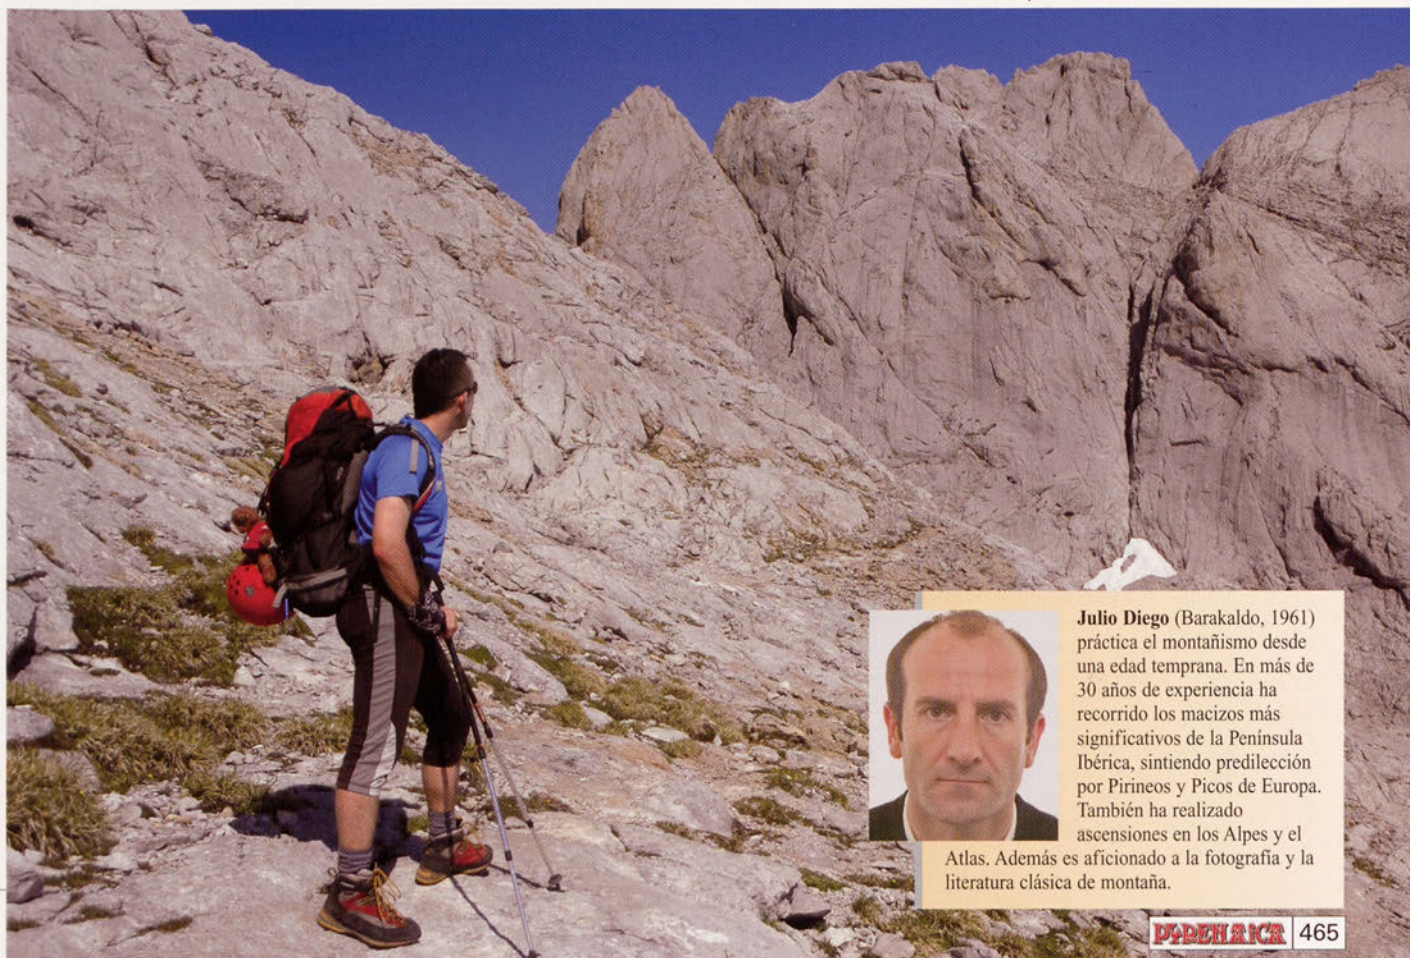 Julio Diego (Barakaldo, 1961)
práctica el montañismo desde
una edad temprana. En más de
30 años de experiencia ha
recorrido los macizos más
significativos de la Península
Ibérica, sintiendo predilección
por Pirineos y Picos de Europa.
También ha realizado
ascensiones en los Alpes y el
Atlas. Además es aficionado a la fotografía y la
literatura clásica de montaña.
PYRENAICA 465